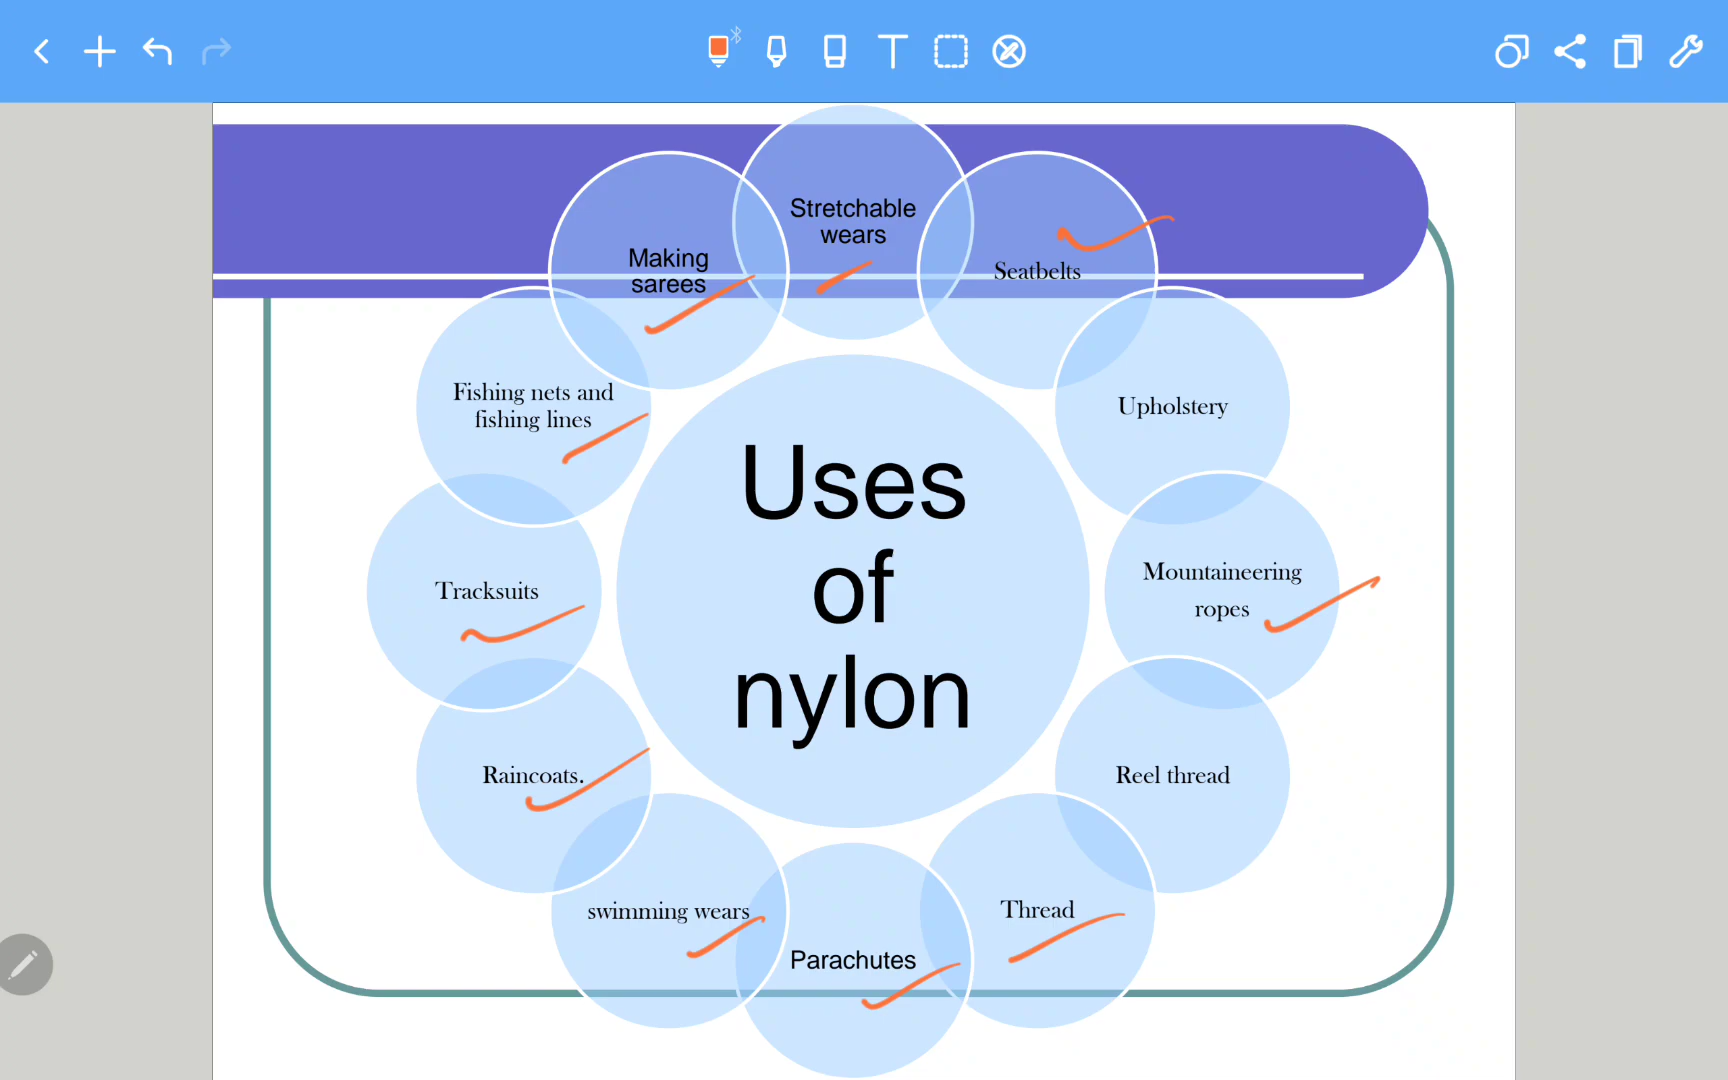 Stretchable
wears
Seatbelts
Upholstery
Mountaineering
ropes
Reel thread
Thread
Parachutes
swimming wears
Raincoats.
Tracksuits
Fishing nets and
fishing lines
Making
sarees
Uses
of
nylon